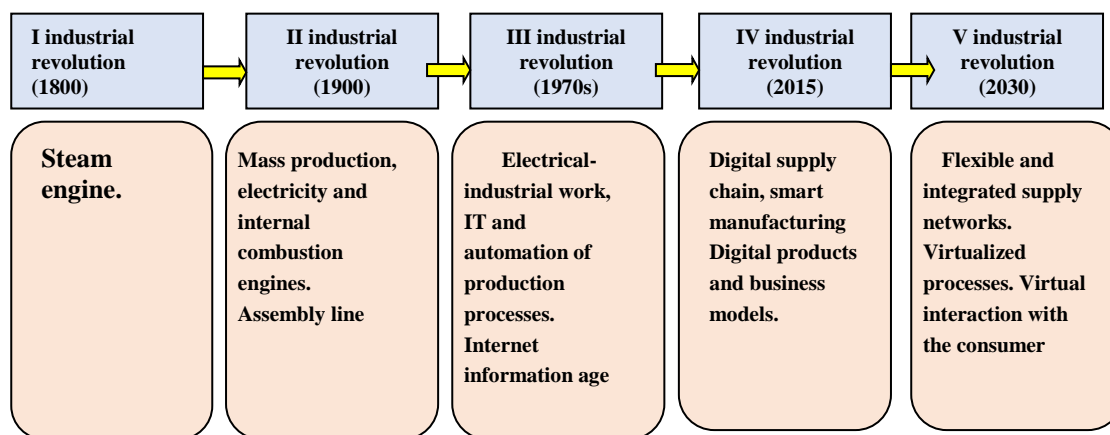 I industrial
revolution
(1800)
II industrial
revolution
(1900)
III industrial
revolution
(1970s)
IV industrial
revolution
(2015)
V industrial
revolution
(2030)
Steam
engine.
Mass production,
electricity and
internal
combustion
engines.
Assembly line
Electrical-
industrial work,
IT and
automation of
production
processes.
Internet
information age
Digital supply
chain, smart
manufacturing
Digital products
and business
models.
Flexible and
integrated supply
networks.
Virtualized
processes. Virtual
interaction with
the consumer